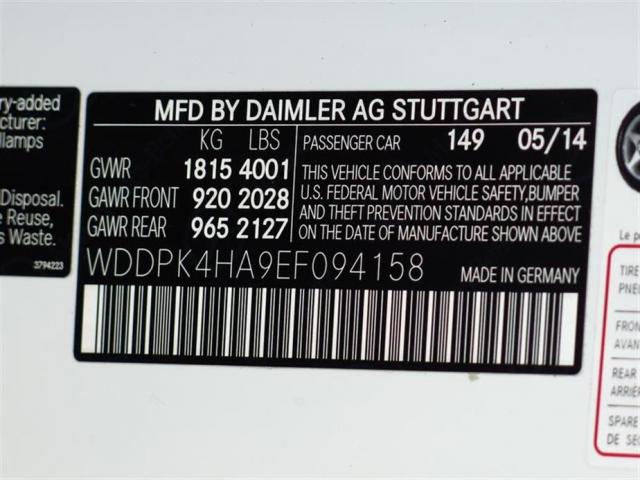 ry-added
cturer:
llamps
Disposal.
e Reuse,
s Waste.
3794223
MFD BY DAIMLER AG STUTTGART
KG LBS PASSENGER CAR 149 05/14
GVWR 1815 4001
GAWR FRONT 920 2028
GAWR REAR 965 2127
THIS VEHICLE CONFORMS TO ALL APPLICABLE
U.S. FEDERAL MOTOR VEHICLE SAFETY,BUMPER
AND THEFT PREVENTION STANDARDS IN EFFECT
ON THE DATE OF MANUFACTURE SHOWN ABOVE.
WDDPK4HA9EF094158 MADE IN GERMANY
Le po
TIRE
PNEU
FRON
AVAN
REAR
ARRIÈR
SPARE
DE SEC